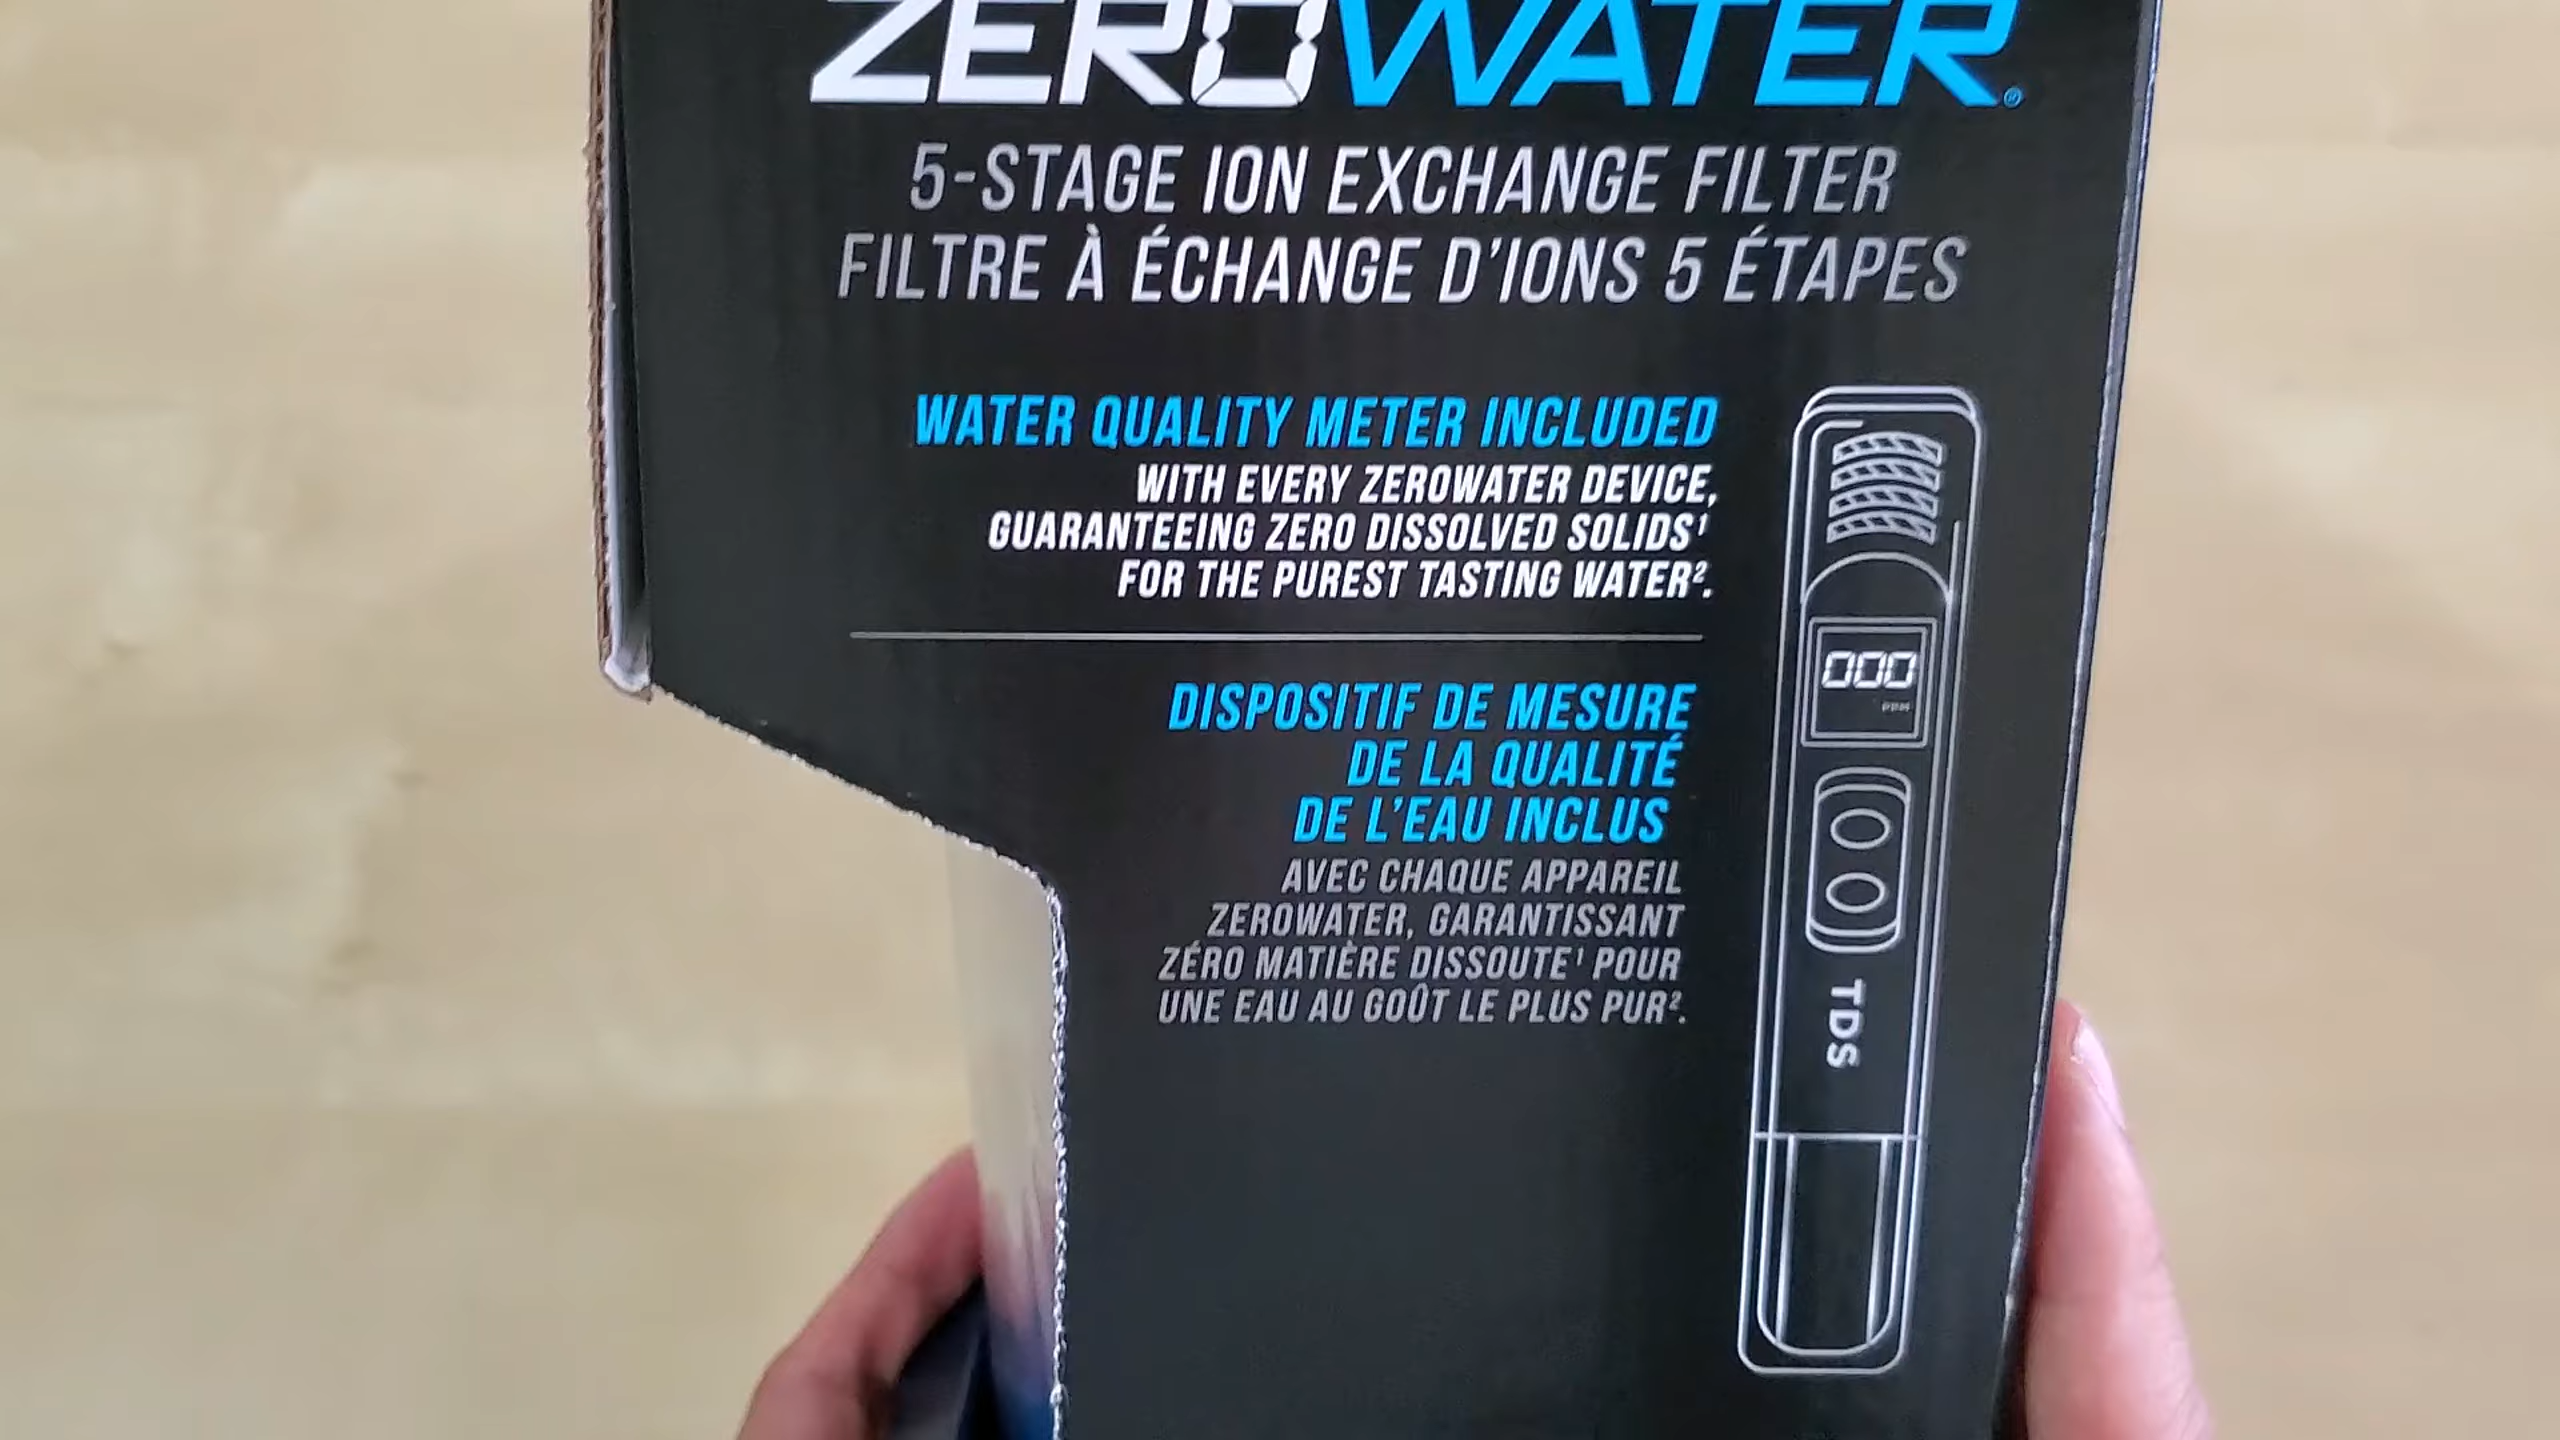 ZEROWATER®
5-STAGE ION EXCHANGE FILTER
FILTRE À ÉCHANGE D'IONS 5 ÉTAPES
WATER QUALITY METER INCLUDED
WITH EVERY ZEROWATER DEVICE,
GUARANTEEING ZERO DISSOLVED SOLIDS¹
FOR THE PUREST TASTING WATER².
DISPOSITIF DE MESURE
DE LA QUALITÉ
DE L'EAU INCLUS
AVEC CHAQUE APPAREIL
ZEROWATER, GARANTISSANT
ZÉRO MATIÈRE DISSOUTE¹ POUR
UNE EAU AU GOÛT LE PLUS PUR².
000
PPM
TDS